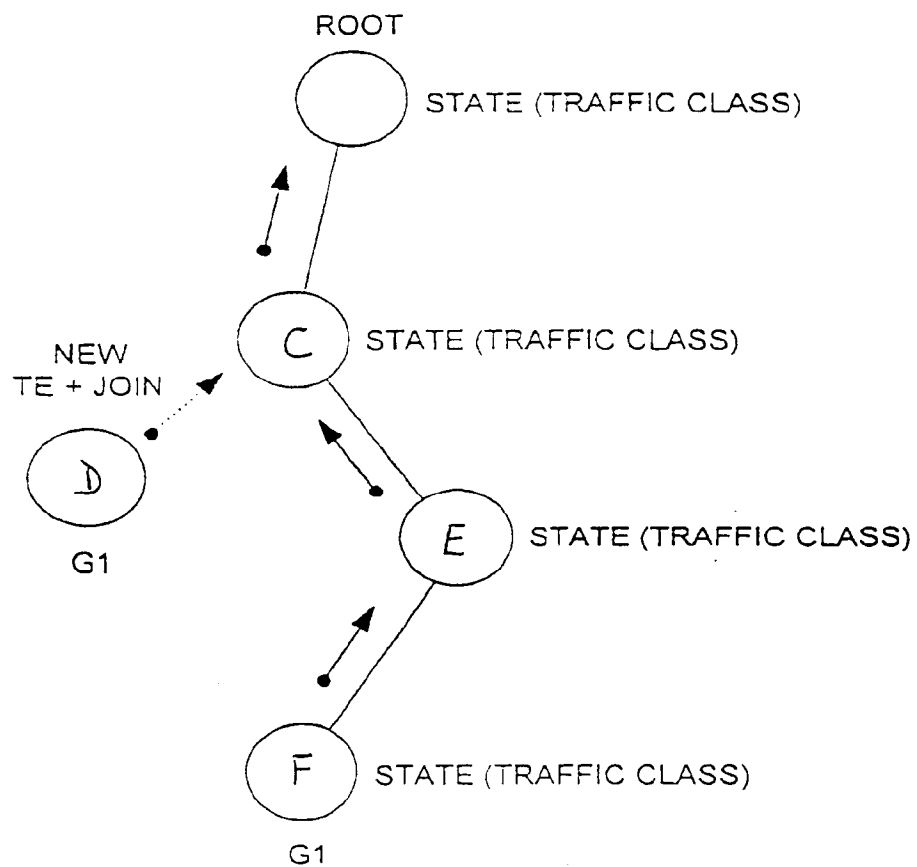 ROOT
STATE (TRAFFIC CLASS)
C
STATE (TRAFFIC CLASS)
NEW
TE + JOIN
D
G1
E
STATE (TRAFFIC CLASS)
F
STATE (TRAFFIC CLASS)
G1